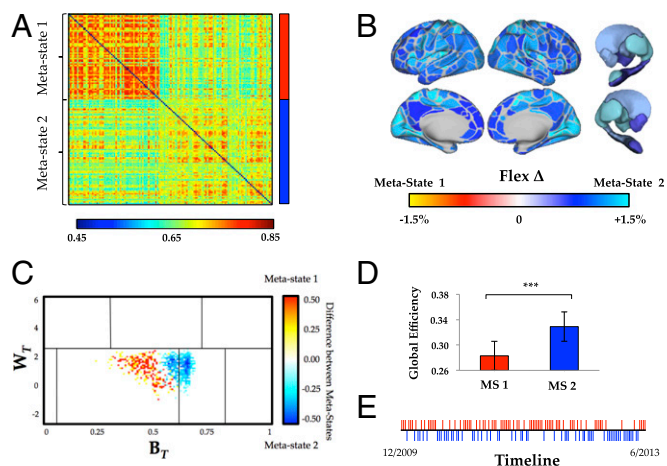 A
Meta-state 1
Meta-state 2
0.45
0.65
0.85
B
Flex Δ
Meta-State 1
Meta-State 2
-1.5%
0
+1.5%
C
Meta-state 1
W_T
6
4
2
0
-2
0
0.25
0.5
0.75
1
B_T
0.50
0.25
0.00
-0.25
-0.50
Difference between Meta-States
Meta-state 2
D
Global Efficiency
0.38
0.34
0.30
0.26
***
MS 1
MS 2
E
12/2009
Timeline
6/2013